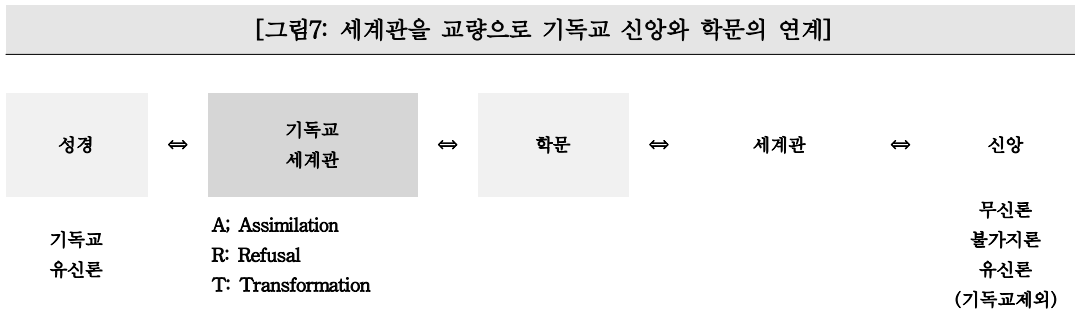 [그림7: 세계관을 교량으로 기독교 신앙와 학문의 연계]
성경 ⇔ 기독교 세계관 ⇔ 학문 ⇔ 세계관 ⇔ 신앙
기독교
유신론
A; Assimilation
R: Refusal
T: Transformation
무신론
불가지론
유신론
(기독교제외)